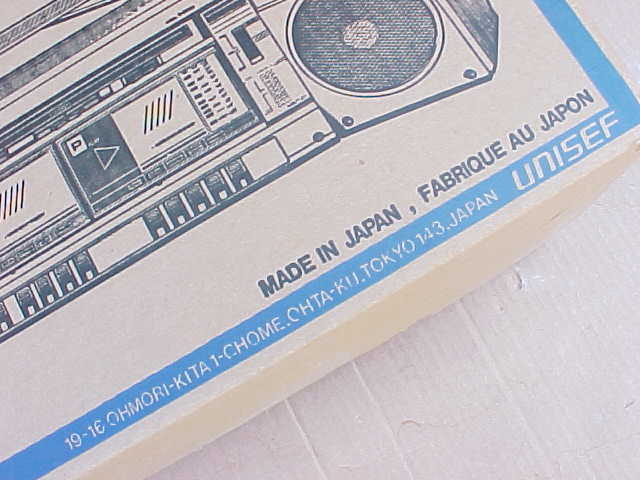 P
MADE IN JAPAN , FABRIQUE AU JAPON
19-16 OHMORI-KITA 1-CHOME.OHTA-KU.TOKYO 143.JAPAN UNISEF